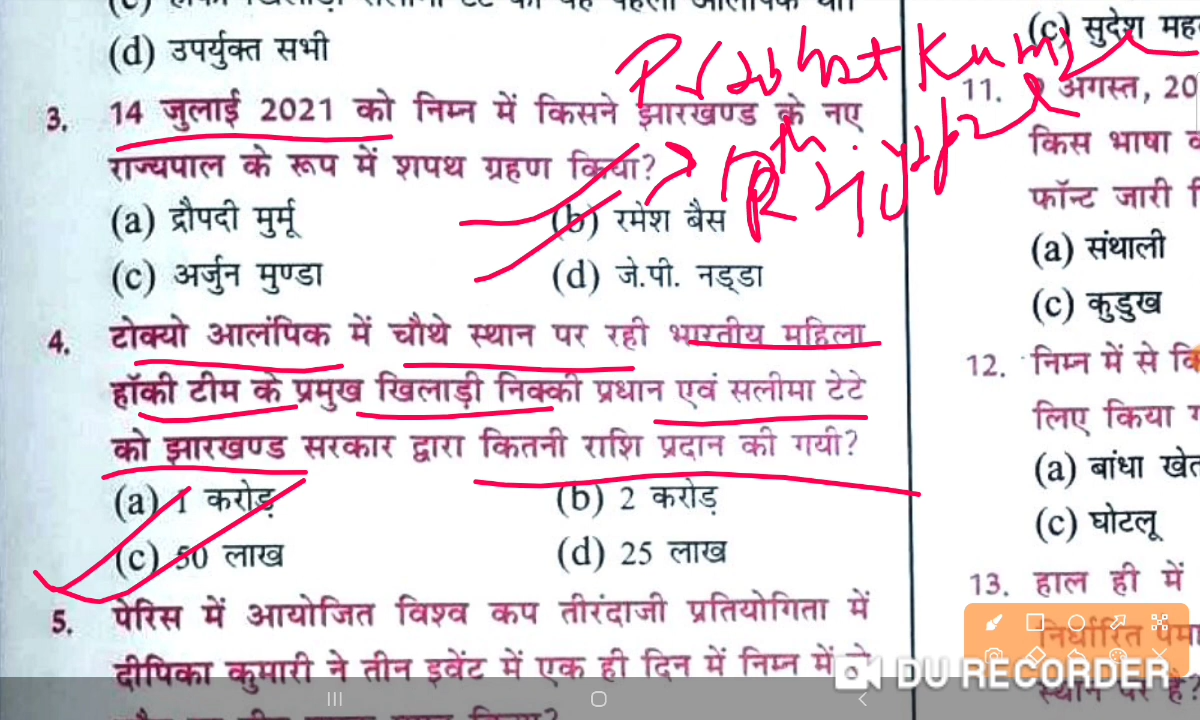 (d) उपर्युक्त सभी
3. 14 जुलाई 2021 को निम्न में किसने झारखण्ड के नए
राज्यपाल के रूप में शपथ ग्रहण किया?
(a) द्रौपदी मुर्मू (b) रमेश बैस
(c) अर्जुन मुण्डा (d) जे.पी. नड्डा
4. टोक्यो आलंपिक में चौथे स्थान पर रही भारतीय महिला
हॉकी टीम के प्रमुख खिलाड़ी निक्की प्रधान एवं सलीमा टेटे
को झारखण्ड सरकार द्वारा कितनी राशि प्रदान की गयी?
(a) 1 करोड़ (b) 2 करोड़
(c) 50 लाख (d) 25 लाख
5. पेरिस में आयोजित विश्व कप तीरंदाजी प्रतियोगिता में
दीपिका कुमारी ने तीन इवेंट में एक ही दिन में निम्न में
(c) सुदेश
11. अगस्त, 20
किस भाषा
फॉन्ट जारी
(a) संथाली
(c) कुडुख
12. निम्न में से
लिए किया
(a) बांधा
(c) घोटलू
13. हाल ही में
निर्धारित
स्थान पर है?
DU RECORDER